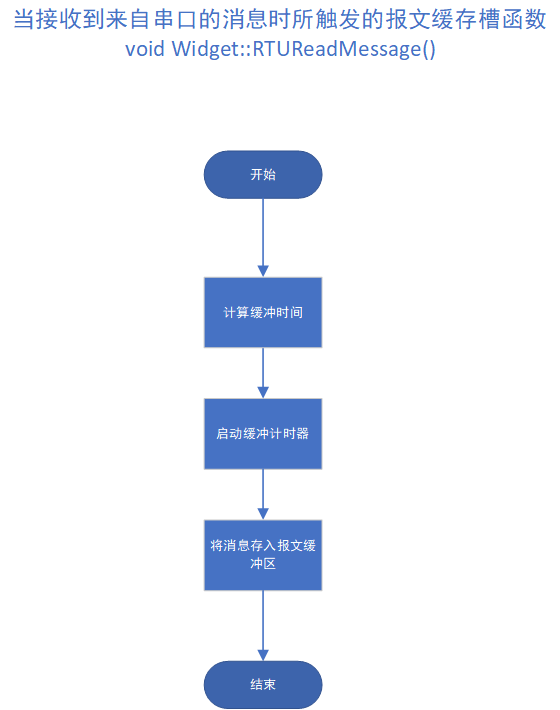 当接收到来自串口的消息时所触发的报文缓存槽函数
void Widget::RTUReadMessage()
开始
计算缓冲时间
启动缓冲计时器
将消息存入报文缓
冲区
结束